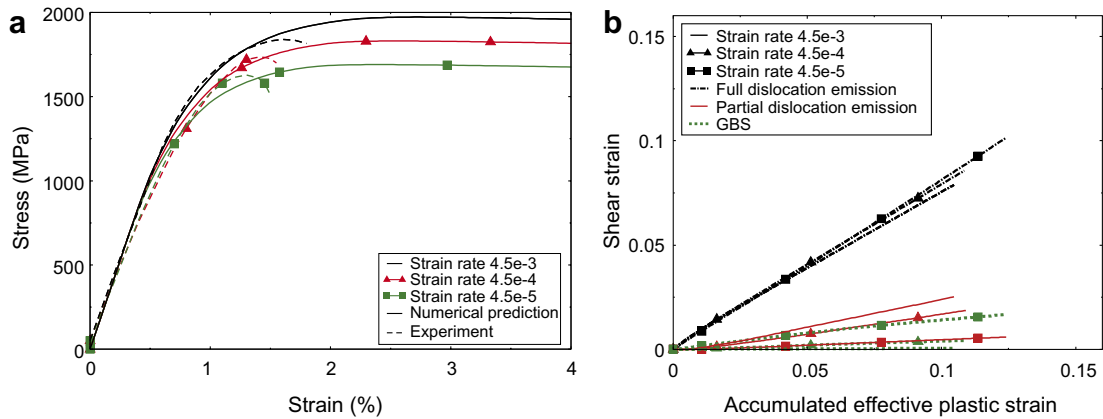 a
2000
1500
1000
500
0
Stress (MPa)
0
1
2
3
4
Strain (%)
Strain rate 4.5e-3
Strain rate 4.5e-4
Strain rate 4.5e-5
Numerical prediction
Experiment
b
0.15
0.1
0.05
0
Shear strain
0
0.05
0.1
0.15
Accumulated effective plastic strain
Strain rate 4.5e-3
Strain rate 4.5e-4
Strain rate 4.5e-5
Full dislocation emission
Partial dislocation emission
GBS